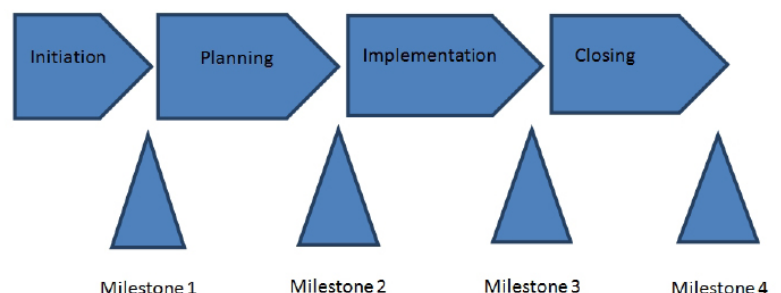 Initiation
Planning
Implementation
Closing
Milestone 1
Milestone 2
Milestone 3
Milestone 4